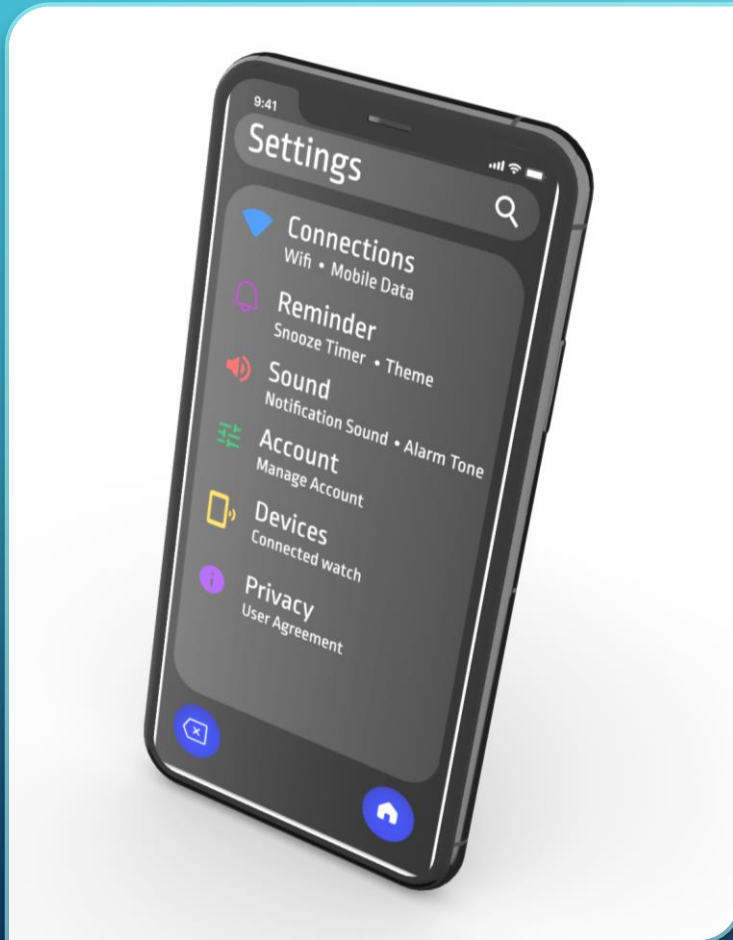 9:41
Settings
Connections
Wifi • Mobile Data
Reminder
Snooze Timer • Theme
Sound
Notification Sound • Alarm Tone
Account
Manage Account
Devices
Connected watch
Privacy
User Agreement